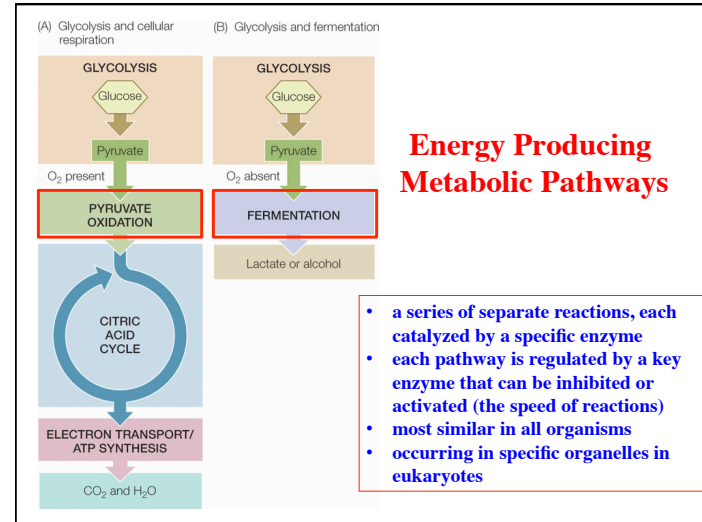 (A) Glycolysis and cellular
respiration
GLYCOLYSIS
Glucose
Pyruvate
O₂ present
PYRUVATE
OXIDATION
CITRIC
ACID
CYCLE
ELECTRON TRANSPORT/
ATP SYNTHESIS
CO₂ and H₂O
(B) Glycolysis and fermentation
GLYCOLYSIS
Glucose
Pyruvate
O₂ absent
FERMENTATION
Lactate or alcohol
Energy Producing
Metabolic Pathways
• a series of separate reactions, each
catalyzed by a specific enzyme
• each pathway is regulated by a key
enzyme that can be inhibited or
activated (the speed of reactions)
• most similar in all organisms
• occurring in specific organelles in
eukaryotes